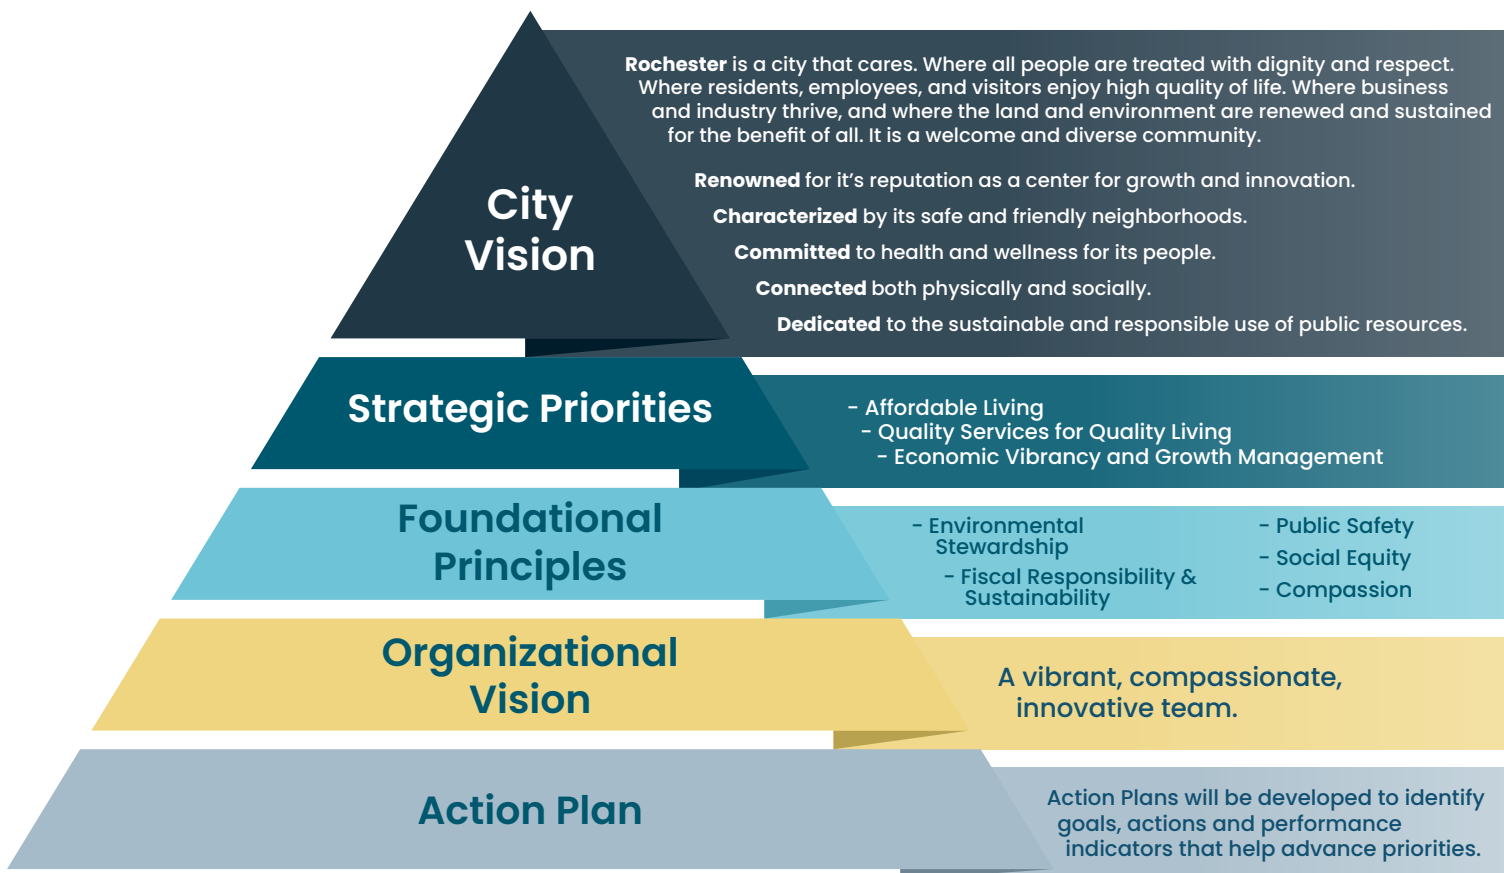 City
Vision
Rochester is a city that cares. Where all people are treated with dignity and respect.
Where residents, employees, and visitors enjoy high quality of life. Where business
and industry thrive, and where the land and environment are renewed and sustained
for the benefit of all. It is a welcome and diverse community.
Renowned for it’s reputation as a center for growth and innovation.
Characterized by its safe and friendly neighborhoods.
Committed to health and wellness for its people.
Connected both physically and socially.
Dedicated to the sustainable and responsible use of public resources.
Strategic Priorities
- Affordable Living
- Quality Services for Quality Living
- Economic Vibrancy and Growth Management
Foundational
Principles
- Environmental
Stewardship
- Fiscal Responsibility &
Sustainability
- Public Safety
- Social Equity
- Compassion
Organizational
Vision
A vibrant, compassionate,
innovative team.
Action Plan
Action Plans will be developed to identify
goals, actions and performance
indicators that help advance priorities.